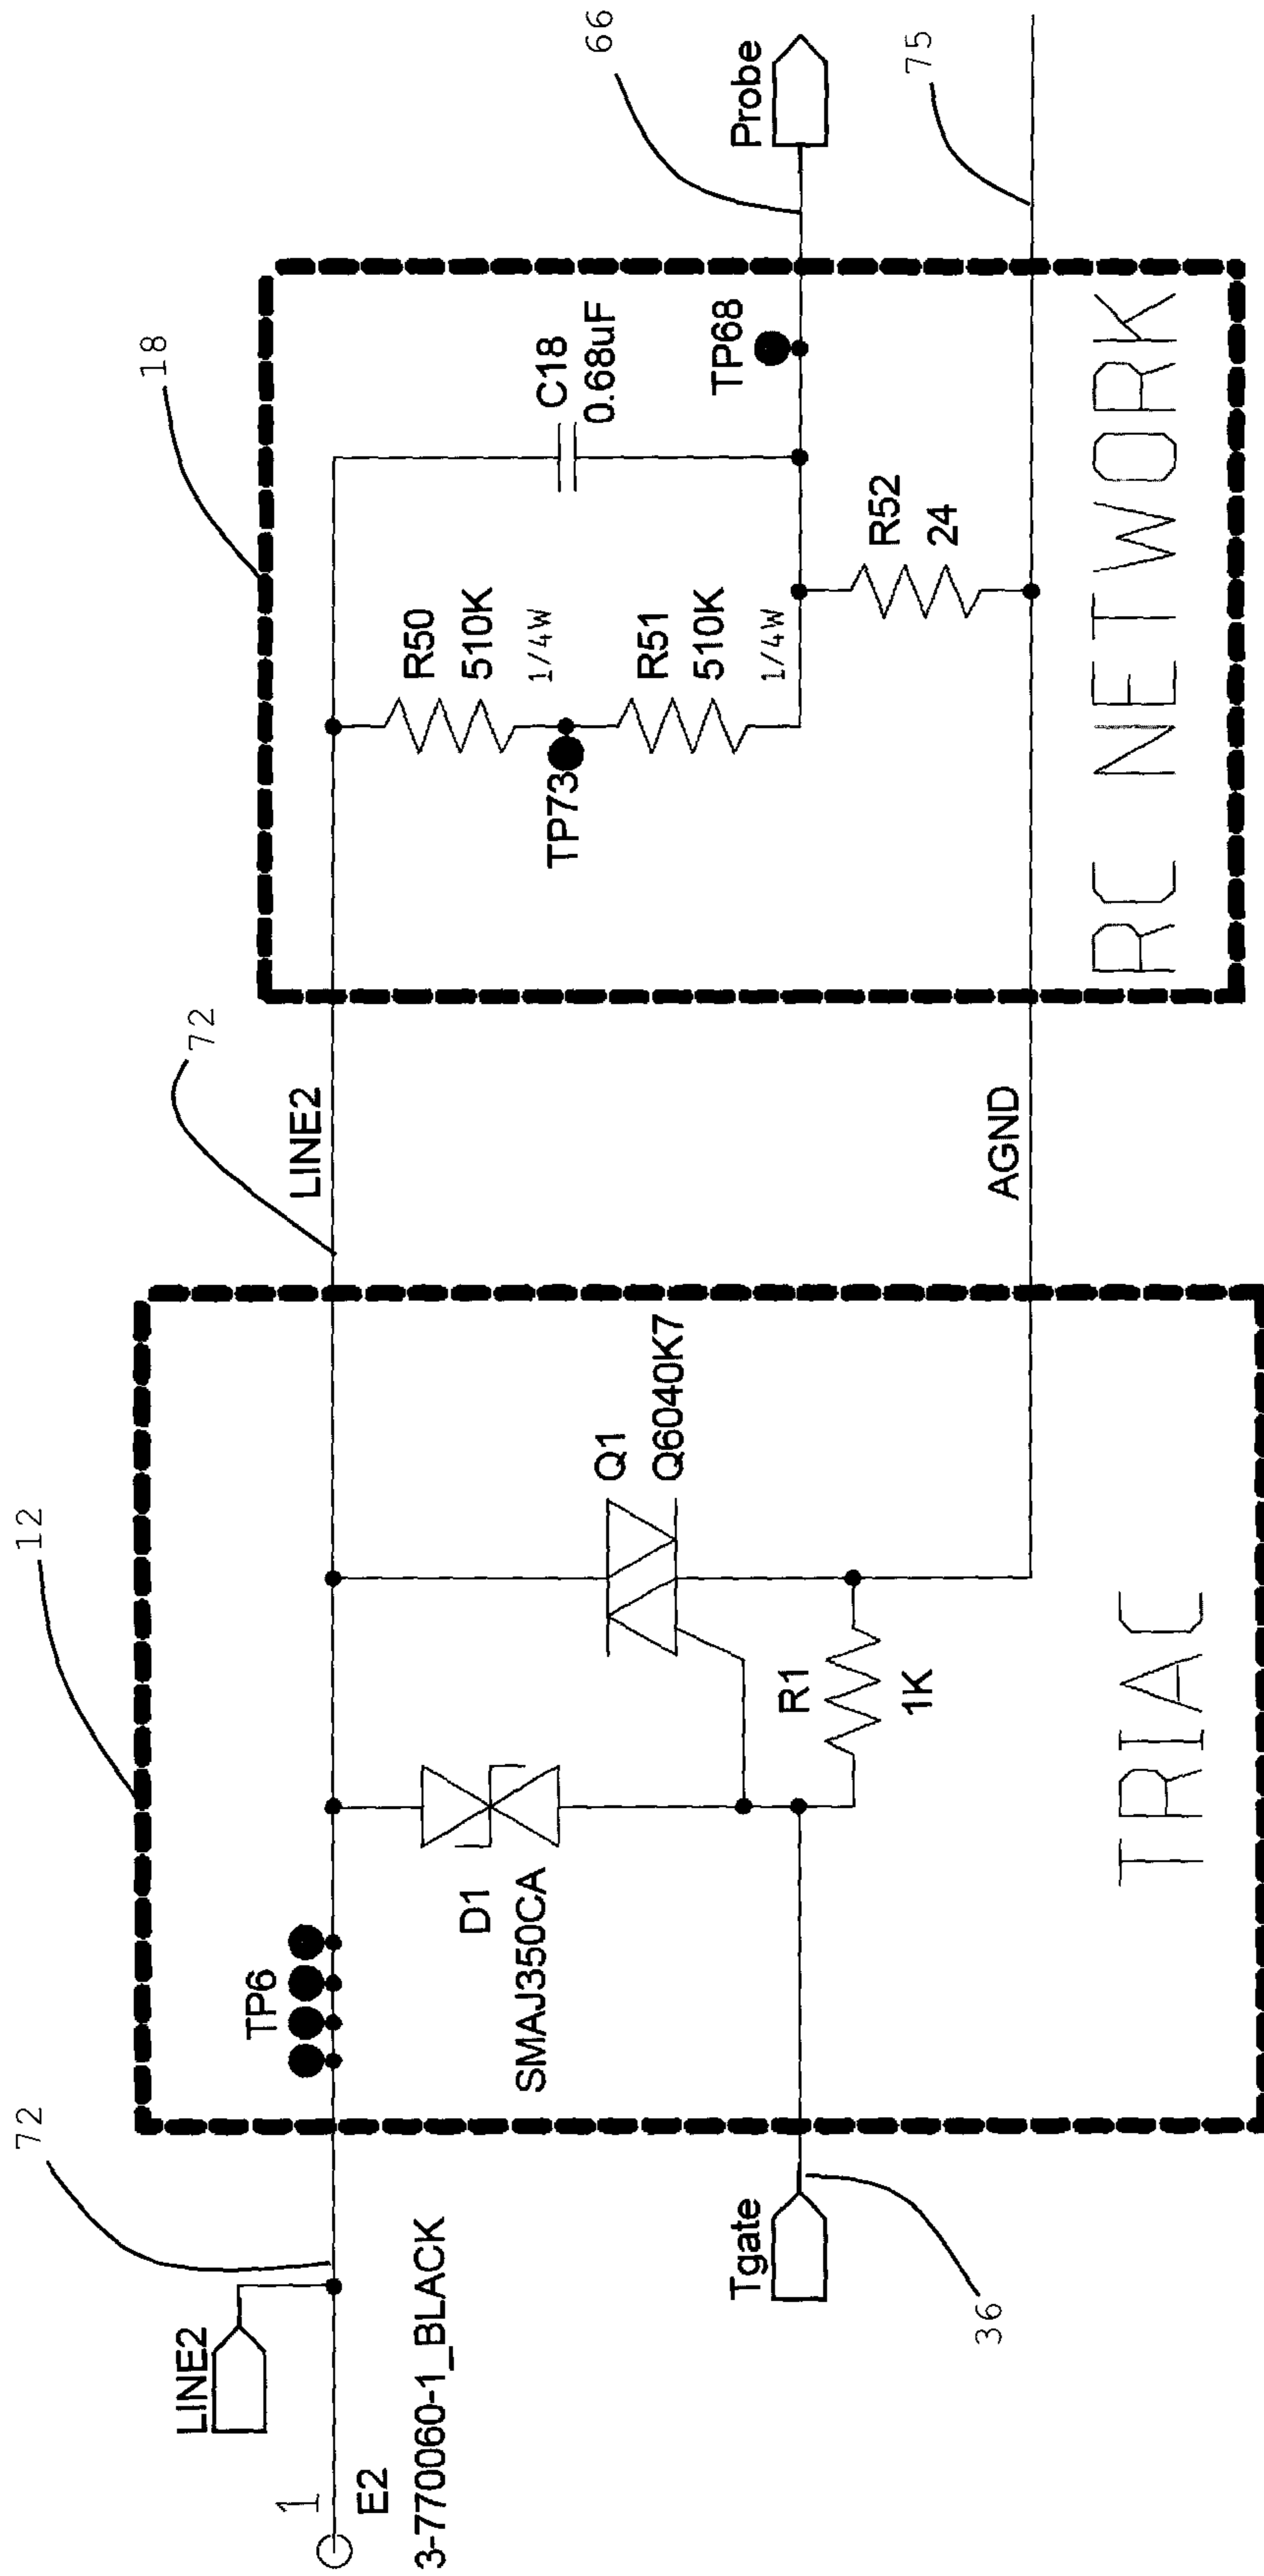 LINE2
1
E2
3-770060-1_BLACK
72
TP6
12
D1
SMAJ350CA
Q1
Q6040K7
R1
1K
Tgate
36
TRIAC
72
LINE2
AGND
18
R50
510K
1/4W
TP73
R51
510K
1/4W
C18
0.68uF
TP68
R52
24
RC NETWORK
Probe
66
75